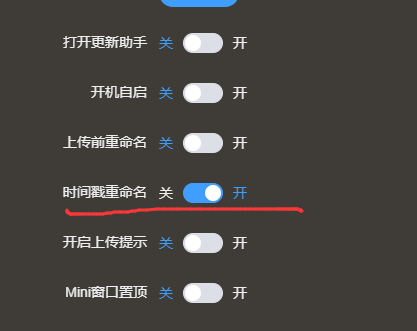 打开更新助手 关 开
开机自启 关 开
上传前重命名 关 开
时间戳重命名 关 开
开启上传提示 关 开
Mini窗口置顶 关 开